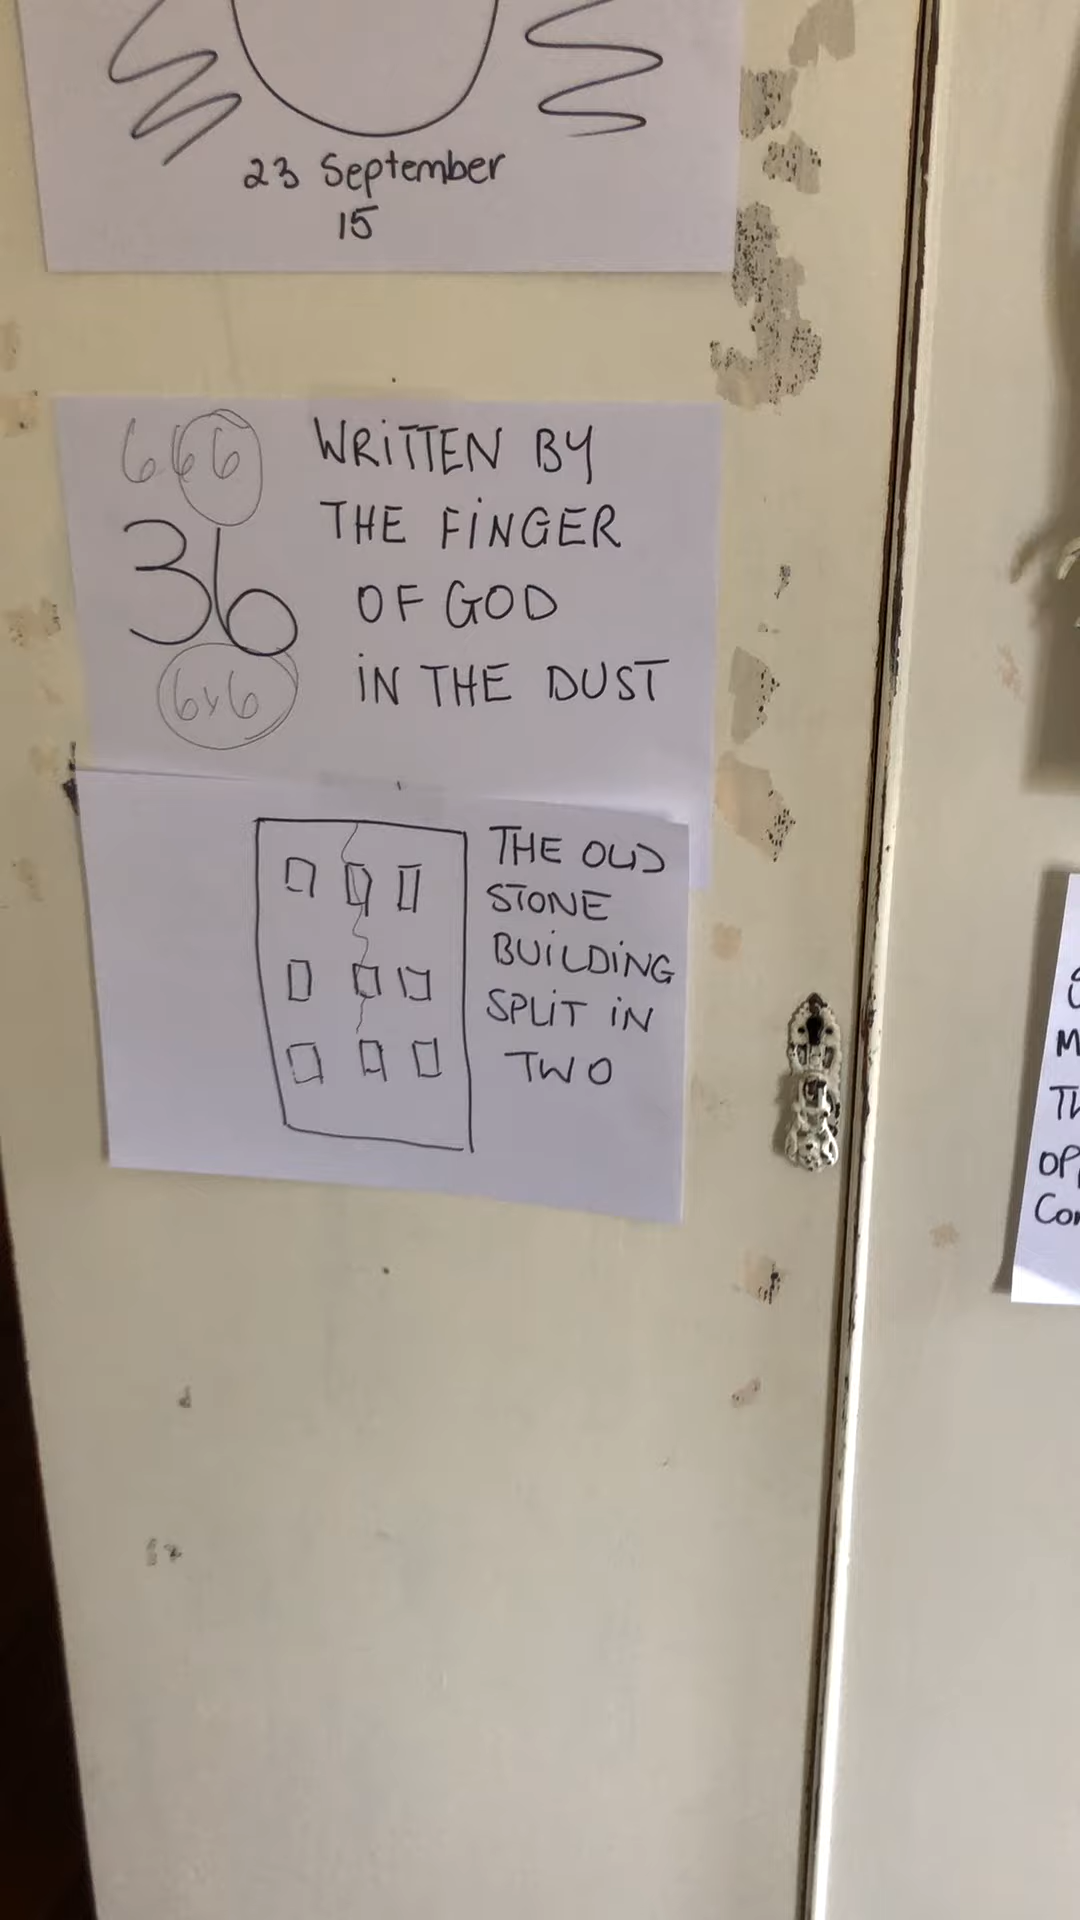 23 September
15
666
WRiTTEN BY
THE FiNGER
36
OF GOD
6x6
iN THE DUST
THE OLD
STONE
BUiLDiNG
SPLiT iN
TWO